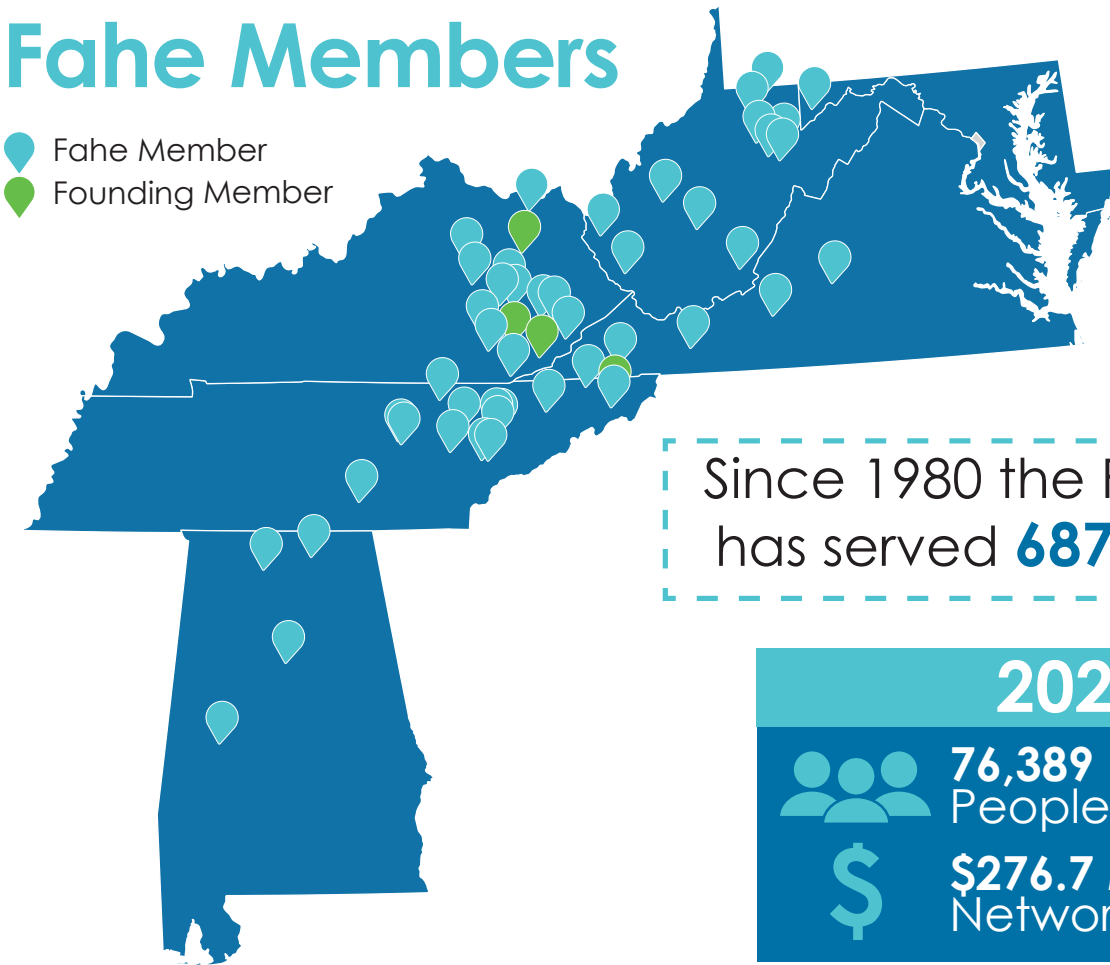 Fahe Members
Fahe Member
Founding Member
Since 1980 the
has served 687
202
76,389
People
$276.7
Networ